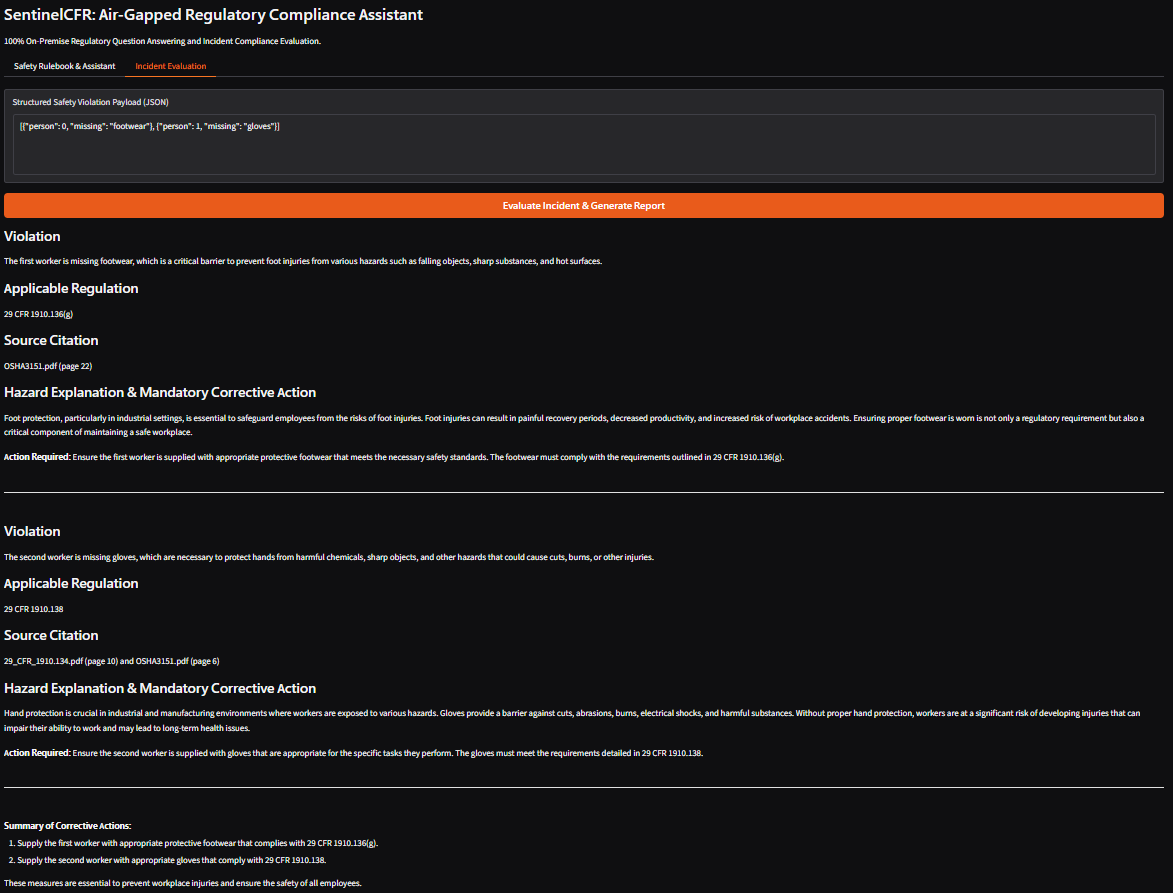 SentinelCFR: Air-Gapped Regulatory Compliance Assistant
100% On-Premise Regulatory Question Answering and Incident Compliance Evaluation.
Safety Rulebook & Assistant
Incident Evaluation
Structured Safety Violation Payload (JSON)
[{"person": 0, "missing": "footwear"}, {"person": 1, "missing": "gloves"}]
Evaluate Incident & Generate Report
Violation
The first worker is missing footwear, which is a critical barrier to prevent foot injuries from various hazards such as falling objects, sharp substances, and hot surfaces.
Applicable Regulation
29 CFR 1910.136(g)
Source Citation
OSHA3151.pdf (page 22)
Hazard Explanation & Mandatory Corrective Action
Foot protection, particularly in industrial settings, is essential to safeguard employees from the risks of foot injuries. Foot injuries can result in painful recovery periods, decreased productivity, and increased risk of workplace accidents. Ensuring proper footwear is worn is not only a regulatory requirement but also a
critical component of maintaining a safe workplace.
Action Required: Ensure the first worker is supplied with appropriate protective footwear that meets the necessary safety standards. The footwear must comply with the requirements outlined in 29 CFR 1910.136(g).
Violation
The second worker is missing gloves, which are necessary to protect hands from harmful chemicals, sharp objects, and other hazards that could cause cuts, burns, or other injuries.
Applicable Regulation
29 CFR 1910.138
Source Citation
29_CFR_1910.134.pdf (page 10) and OSHA3151.pdf (page 6)
Hazard Explanation & Mandatory Corrective Action
Hand protection is crucial in industrial and manufacturing environments where workers are exposed to various hazards. Gloves provide a barrier against cuts, abrasions, burns, electrical shocks, and harmful substances. Without proper hand protection, workers are at a significant risk of developing injuries that can
impair their ability to work and may lead to long-term health issues.
Action Required: Ensure the second worker is supplied with gloves that are appropriate for the specific tasks they perform. The gloves must meet the requirements detailed in 29 CFR 1910.138.
Summary of Corrective Actions:
1. Supply the first worker with appropriate protective footwear that complies with 29 CFR 1910.136(g).
2. Supply the second worker with appropriate gloves that comply with 29 CFR 1910.138.
These measures are essential to prevent workplace injuries and ensure the safety of all employees.